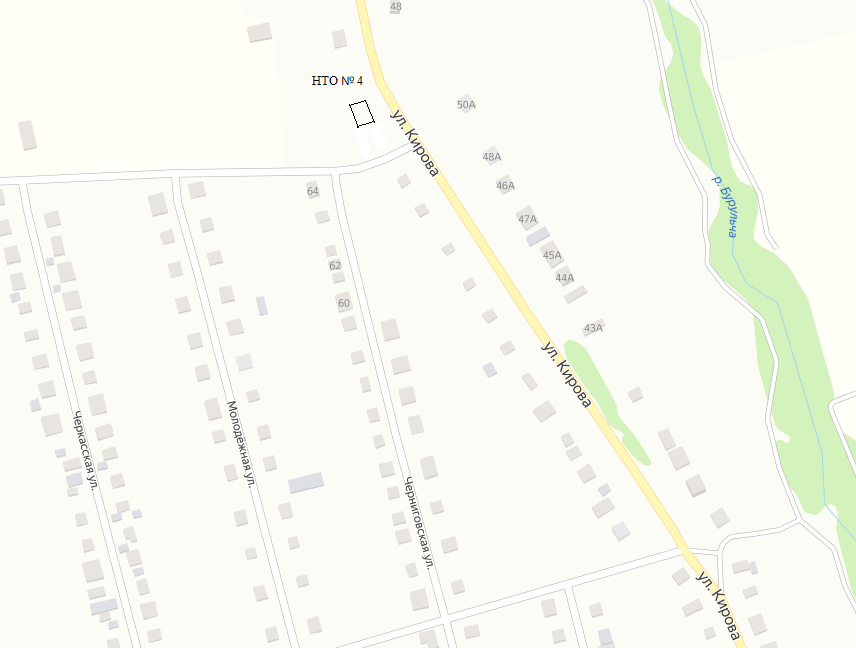 48
НТО № 4
50А
ул. Кирова
48А
46А
р. Бурульча
64
47А
45А
62
44А
60
43А
ул. Кирова
Черкасская ул.
Молодёжная ул.
Черниговская ул.
ул. Кирова